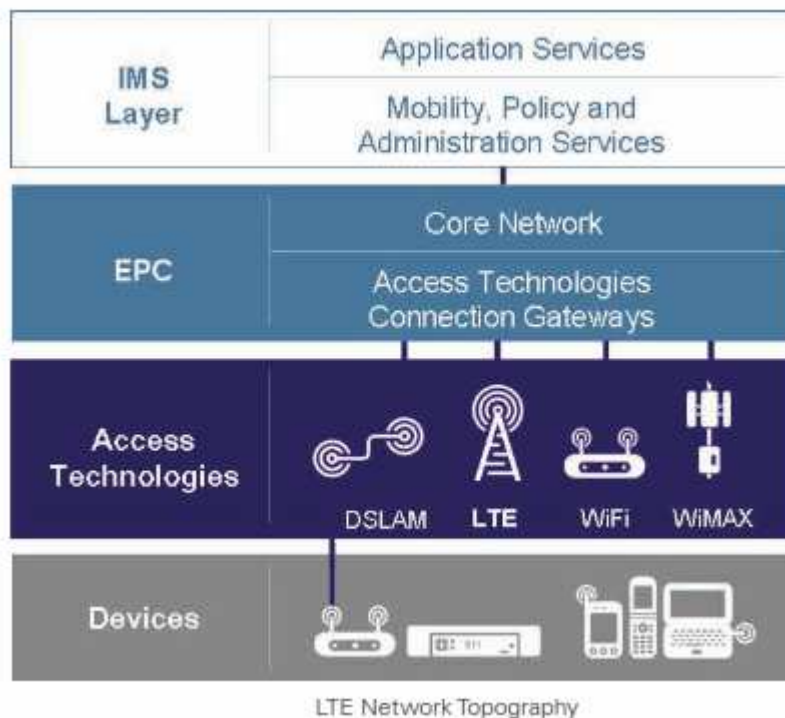 IMS
Layer
Application Services
Mobility, Policy and
Administration Services
EPC
Core Network
Access Technologies
Connection Gateways
Access
Technologies
DSLAM
LTE
WiFi
WiMAX
Devices
LTE Network Topography